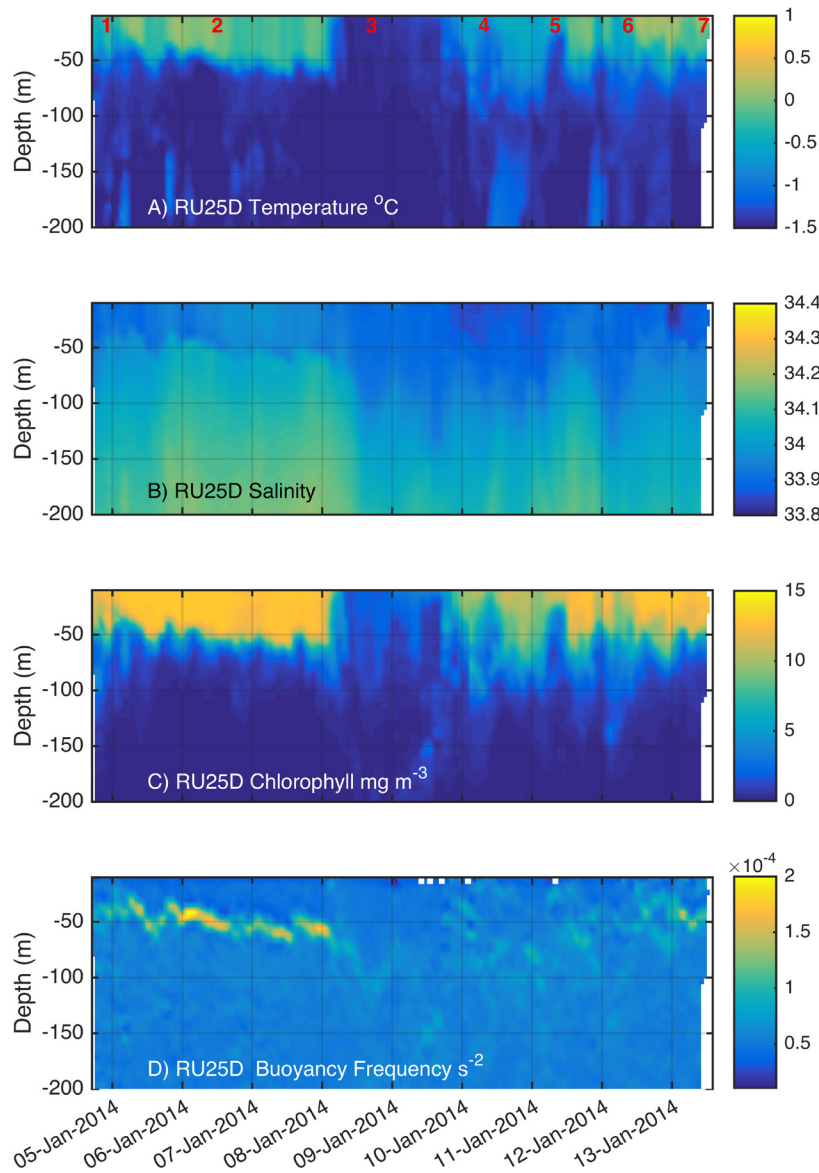 1 2 3 4 5 6 7
Depth (m)
-50
-100
-150
-200
A) RU25D Temperature °C
1
0.5
0
-0.5
-1
-1.5
Depth (m)
-50
-100
-150
-200
B) RU25D Salinity
34.4
34.3
34.2
34.1
34
33.9
33.8
Depth (m)
-50
-100
-150
-200
C) RU25D Chlorophyll mg m⁻³
15
10
5
0
Depth (m)
-50
-100
-150
-200
D) RU25D Buoyancy Frequency s⁻²
×10⁻⁴
2
1.5
1
0.5
05-Jan-2014
06-Jan-2014
07-Jan-2014
08-Jan-2014
09-Jan-2014
10-Jan-2014
11-Jan-2014
12-Jan-2014
13-Jan-2014